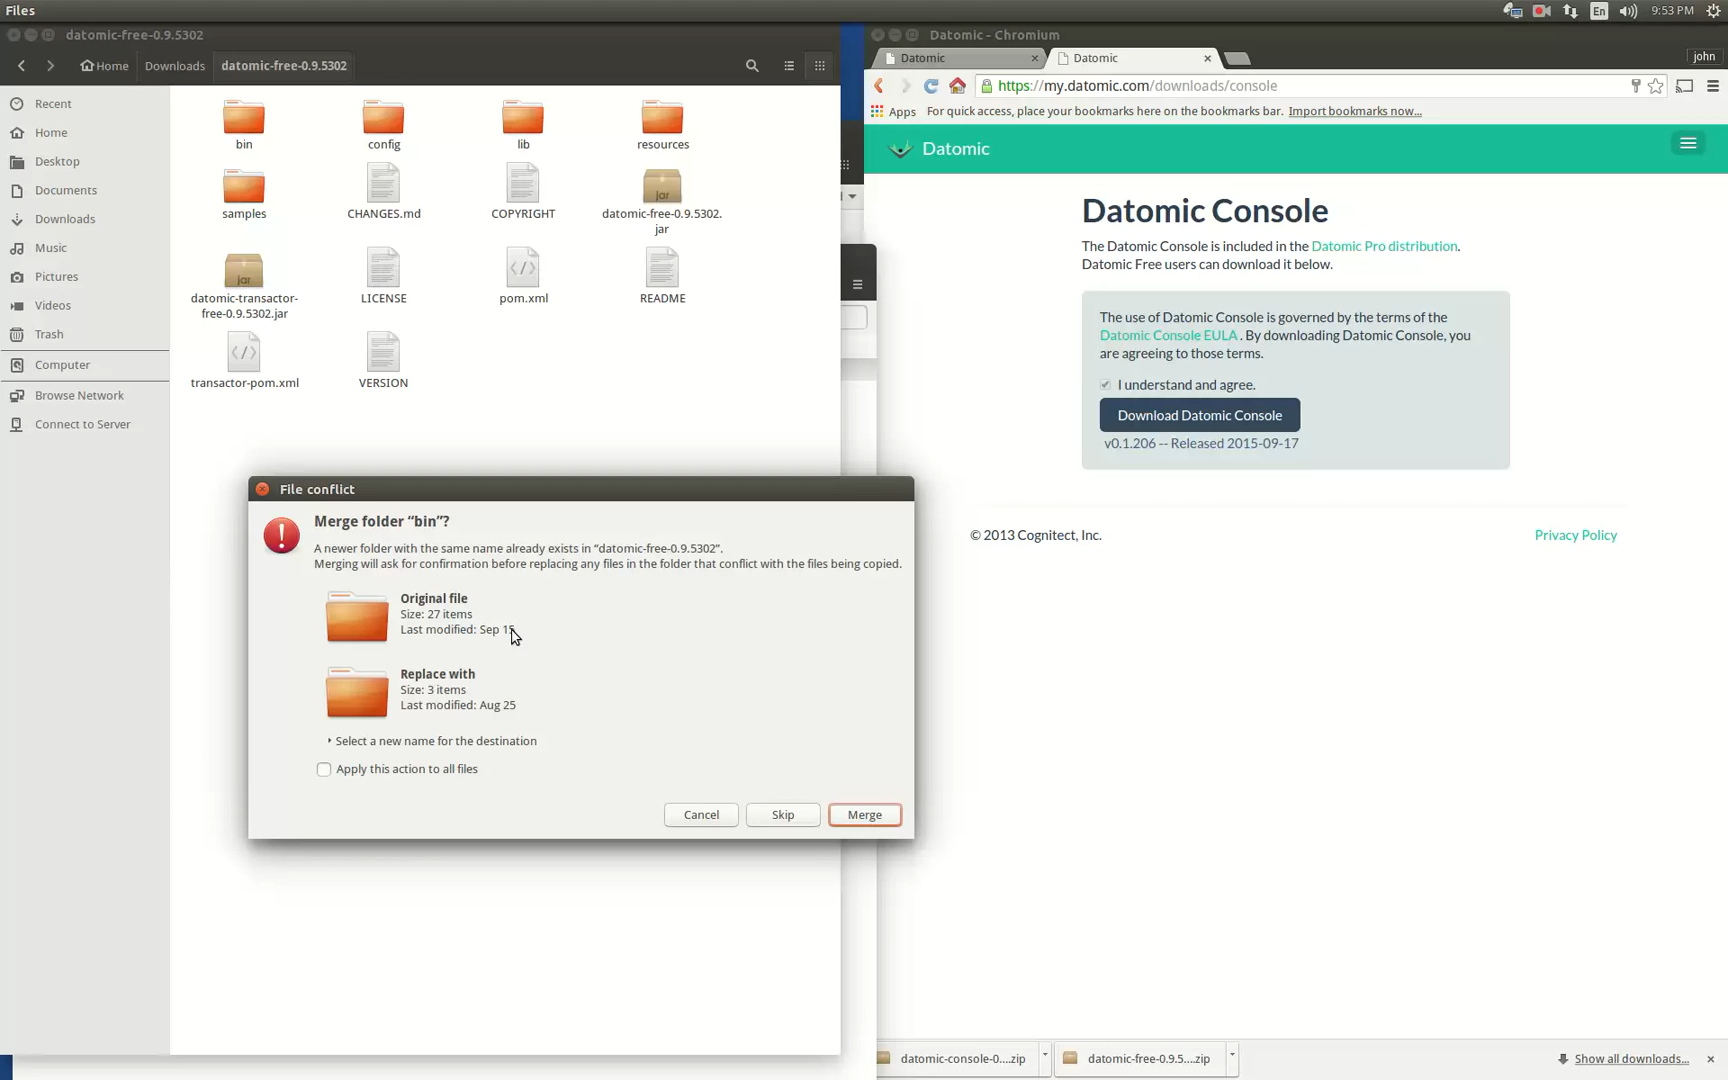 Files
En
9:53 PM
datomic-free-0.9.5302
Home
Downloads
datomic-free-0.9.5302
Recent
Home
Desktop
Documents
Downloads
Music
Pictures
Videos
Trash
Computer
Browse Network
Connect to Server
bin
config
lib
resources
samples
CHANGES.md
COPYRIGHT
jar
datomic-free-0.9.5302.
jar
jar
datomic-transactor-
free-0.9.5302.jar
LICENSE
pom.xml
README
transactor-pom.xml
VERSION
File conflict
Merge folder “bin”?
A newer folder with the same name already exists in “datomic-free-0.9.5302”.
Merging will ask for confirmation before replacing any files in the folder that conflict with the files being copied.
Original file
Size: 27 items
Last modified: Sep 15
Replace with
Size: 3 items
Last modified: Aug 25
Select a new name for the destination
Apply this action to all files
Cancel
Skip
Merge
Datomic - Chromium
Datomic
Datomic
john
https://my.datomic.com/downloads/console
Apps
For quick access, place your bookmarks here on the bookmarks bar. Import bookmarks now...
Datomic
Datomic Console
The Datomic Console is included in the Datomic Pro distribution.
Datomic Free users can download it below.
The use of Datomic Console is governed by the terms of the
Datomic Console EULA . By downloading Datomic Console, you
are agreeing to those terms.
I understand and agree.
Download Datomic Console
v0.1.206 -- Released 2015-09-17
© 2013 Cognitect, Inc.
Privacy Policy
datomic-console-0....zip
datomic-free-0.9.5....zip
Show all downloads...